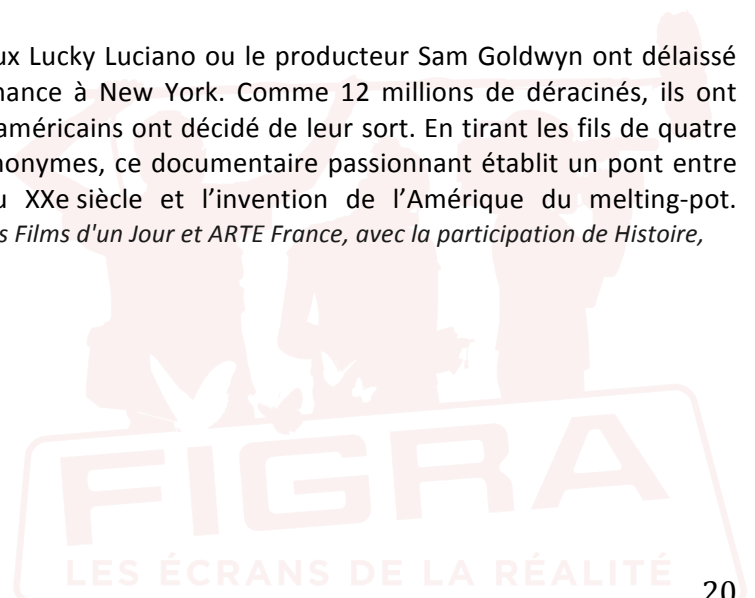 ux Lucky Luciano ou le producteur Sam Goldwyn ont délaissé
hance à New York. Comme 12 millions de déracinés, ils ont
américains ont décidé de leur sort. En tirant les fils de quatre
nonymes, ce documentaire passionnant établit un pont entre
u XXe siècle et l’invention de l’Amérique du melting-pot.
s Films d'un Jour et ARTE France, avec la participation de Histoire,
FIGRA
LES ÉCRANS DE LA RÉALITÉ
20